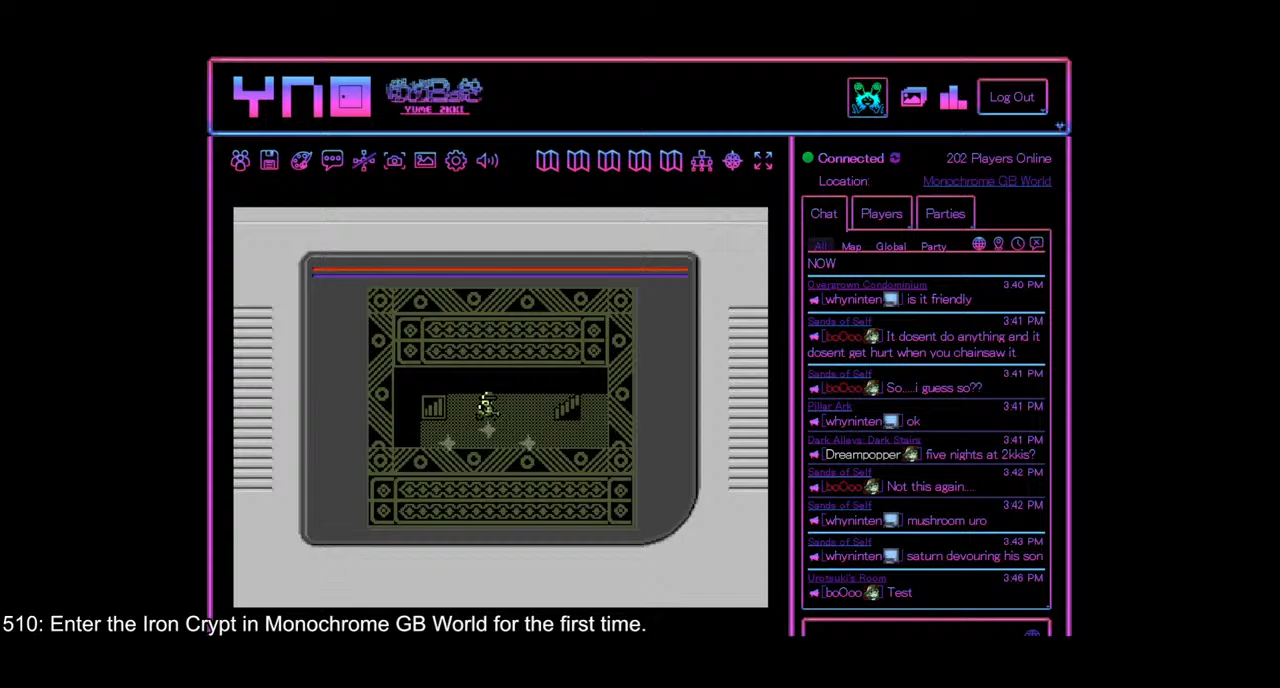 YNO
YUME 2KKI
Log Out
Connected
202 Players Online
Location:
Monochrome GB World
Chat
Players
Parties
All
Map
Global
Party
NOW
Overgrown Condominium
3:40 PM
[whyninten] is it friendly
Sands of Self
3:41 PM
[boOoo] It dosent do anything and it
dosent get hurt when you chainsaw it
Sands of Self
3:41 PM
[boOoo] So....i guess so??
Pillar Ark
3:41 PM
[whyninten] ok
Dark Alleys: Dark Stairs
3:41 PM
[Dreampopper] five nights at 2kkis?
Sands of Self
3:42 PM
[boOoo] Not this again....
Sands of Self
3:42 PM
[whyninten] mushroom uro
Sands of Self
3:43 PM
[whyninten] saturn devouring his son
Urotsuki's Room
3:46 PM
[boOoo] Test
510: Enter the Iron Crypt in Monochrome GB World for the first time.